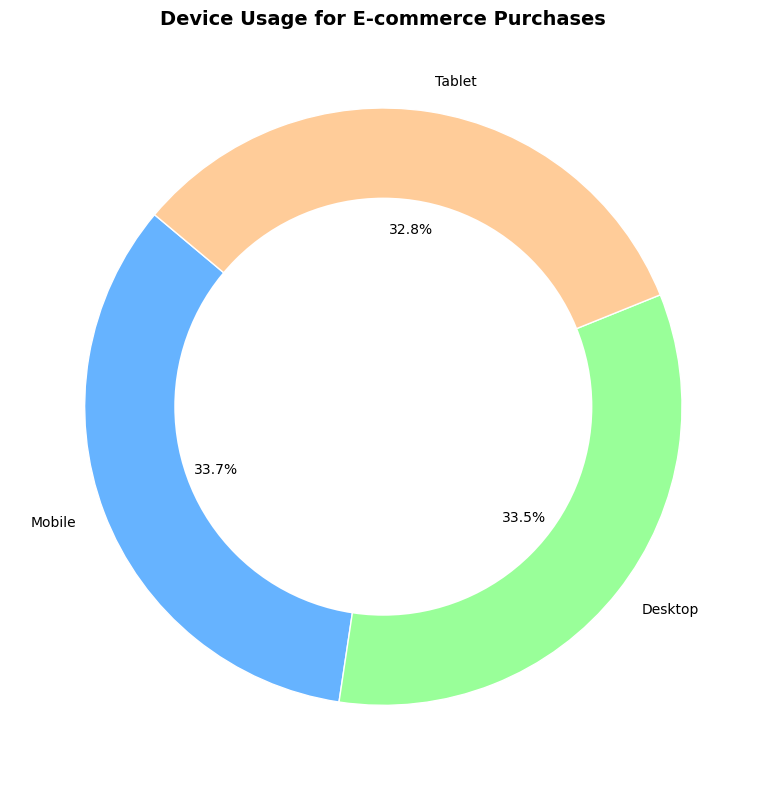 Device Usage for E-commerce Purchases
Tablet
32.8%
33.7%
Mobile
33.5%
Desktop